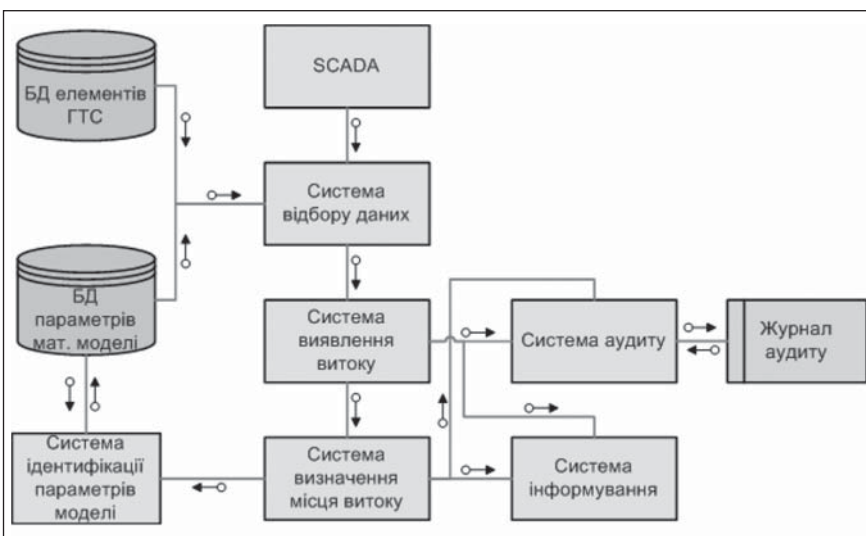 БД елементів
ГТС
SCADA
Система
відбору даних
БД
параметрів
мат. моделі
Система
виявлення
витоку
Система аудиту
Журнал
аудиту
Система
ідентифікації
параметрів
моделі
Система
визначення
місця витоку
Система
інформування